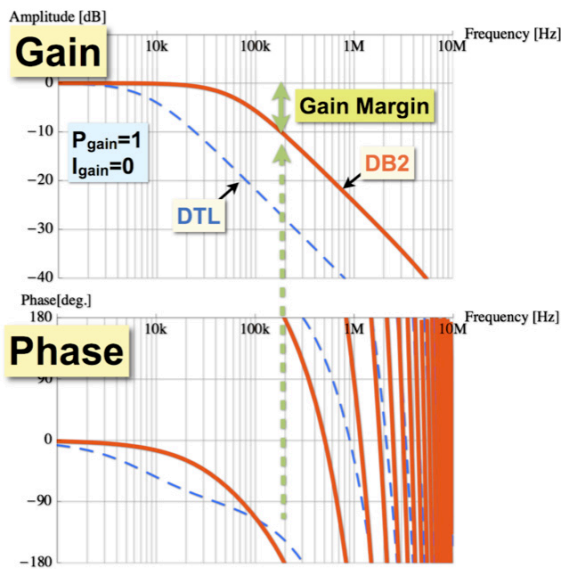 Amplitude [dB]
10k 100k 1M 10M Frequency [Hz]
Gain
0
Gain Margin
-10
Pgain=1
Igain=0
DB2
-20
DTL
-30
-40
Phase[deg.]
180 10k 100k 1M 10M Frequency [Hz]
Phase
90
0
-90
-180